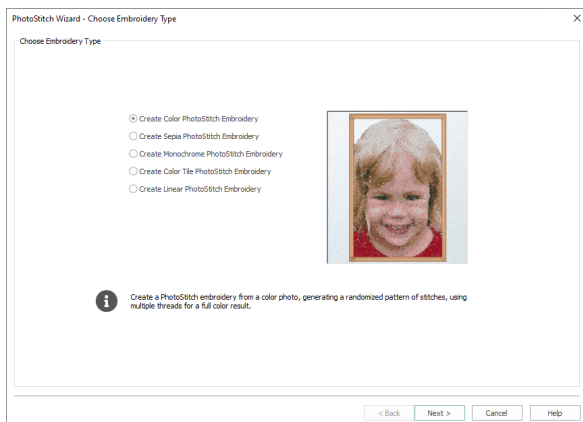 PhotoStitch Wizard - Choose Embroidery Type
Choose Embroidery Type
Create Color PhotoStitch Embroidery
Create Sepia PhotoStitch Embroidery
Create Monochrome PhotoStitch Embroidery
Create Color Tile PhotoStitch Embroidery
Create Linear PhotoStitch Embroidery
Create a PhotoStitch embroidery from a color photo, generating a randomized pattern of stitches, using
multiple threads for a full color result.
< Back Next > Cancel Help